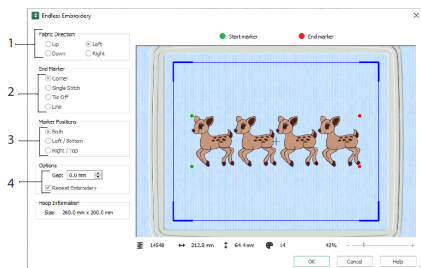 Endless Embroidery
Fabric Direction
1
Up Left
Down Right
Start marker End marker
End Marker
2
Corner
Single Stitch
Tie Off
Line
Marker Positions
3
Both
Left / Bottom
Right / Top
Options
4
Gap: 0.0 mm
Repeat Embroidery
Hoop Information
Size: 260.0 mm x 200.0 mm
14548 212.8 mm 64.4 mm :4 43% - +
OK Cancel Help